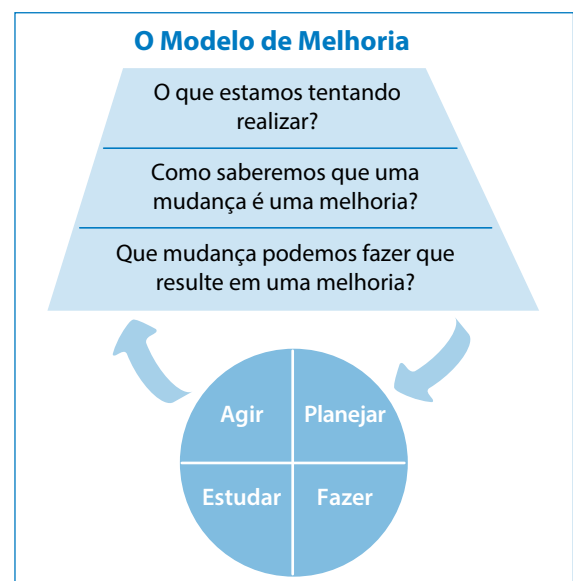 O Modelo de Melhoria
O que estamos tentando
realizar?
Como saberemos que uma
mudança é uma melhoria?
Que mudança podemos fazer que
resulte em uma melhoria?
Agir
Planejar
Estudar
Fazer